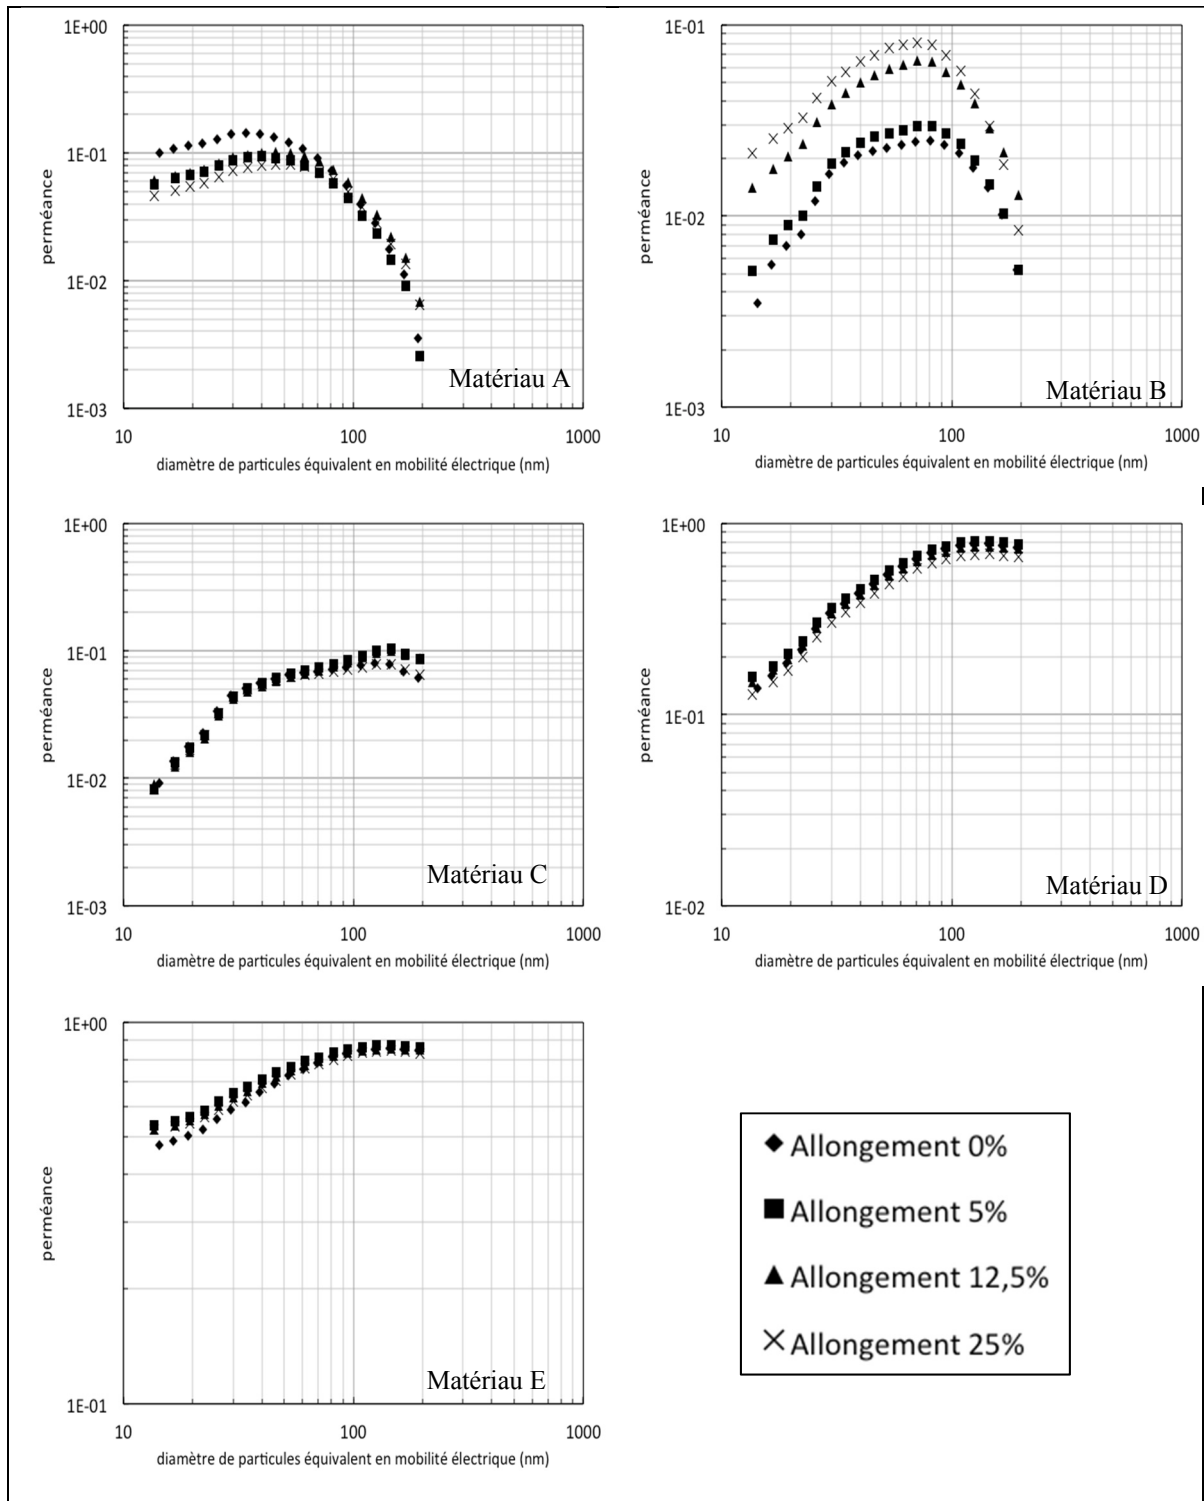 1E+00
1E-01
1E-02
1E-03
perméance
10
100
1000
diamètre de particules équivalent en mobilité électrique (nm)
Matériau A
1E-01
1E-02
1E-03
perméance
10
100
1000
diamètre de particules équivalent en mobilité électrique (nm)
Matériau B
1E+00
1E-01
1E-02
1E-03
perméance
10
100
1000
diamètre de particules équivalent en mobilité électrique (nm)
Matériau C
1E+00
1E-01
1E-02
perméance
10
100
1000
diamètre de particules équivalent en mobilité électrique (nm)
Matériau D
1E+00
1E-01
perméance
10
100
1000
diamètre de particules équivalent en mobilité électrique (nm)
Matériau E
Allongement 0%
Allongement 5%
Allongement 12,5%
Allongement 25%